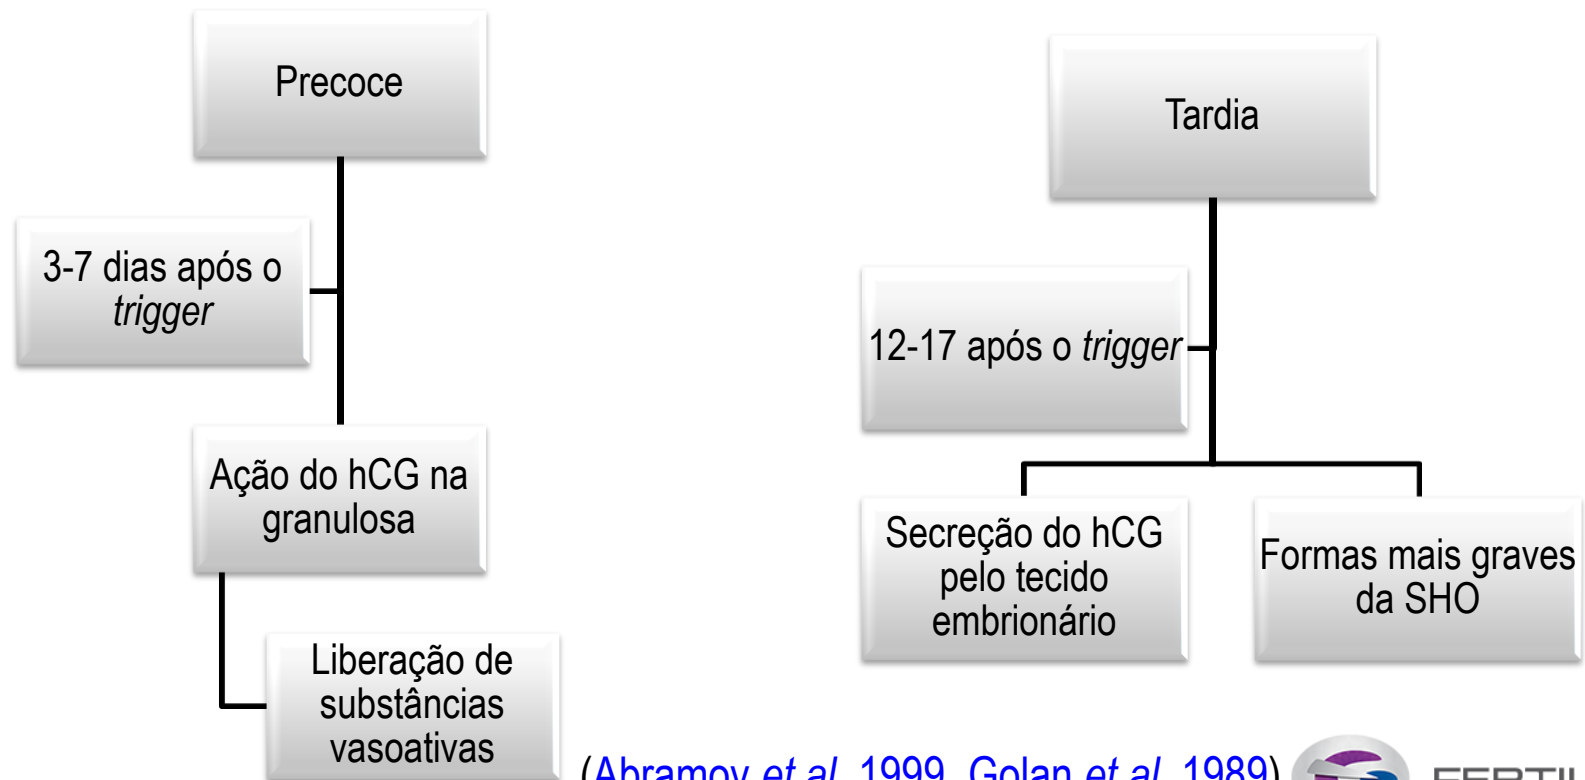 Precoce
3-7 dias após o
trigger
Ação do hCG na
granulosa
Liberação de
substâncias
vasoativas
Tardia
12-17 após o trigger
Secreção do hCG
pelo tecido
embrionário
Formas mais graves
da SHO
(Abramov et al, 1999, Golan et al, 1989)